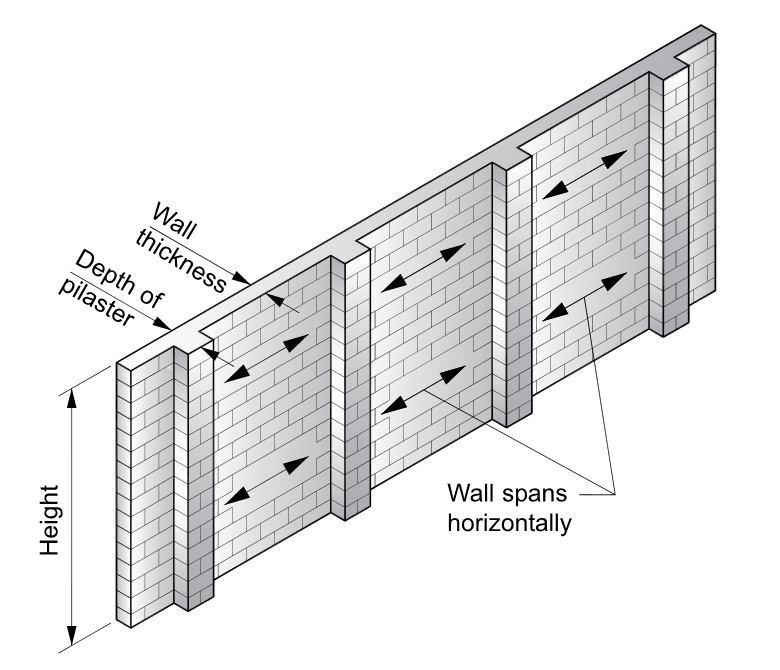 Wall
thickness
Depth of
pilaster
Height
Wall spans
horizontally